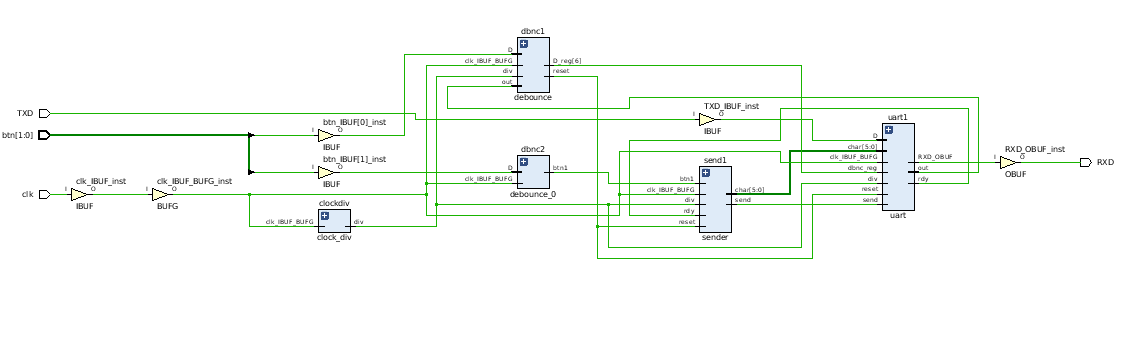 dbnc1
D
clk_IBUF_BUFG
D_reg[6]
div
reset
out
debounce
TXD
TXD_IBUF_inst
I
O
IBUF
btn[1:0]
btn_IBUF[0]_inst
I
O
IBUF
uart1
D
char[5:0]
clk_IBUF_BUFG
RXD_OBUF
dbnc_reg
out
div
rdy
reset
send
uart
RXD_OBUF_inst
I
O
OBUF
RXD
dbnc2
D
btn1
clk_IBUF_BUFG
debounce_0
btn_IBUF[1]_inst
I
O
IBUF
send1
btn1
clk_IBUF_BUFG
char[5:0]
div
send
rdy
reset
sender
clk
clk_IBUF_inst
I
O
IBUF
clk_IBUF_BUFG_inst
I
O
BUFG
clockdiv
clk_IBUF_BUFG
div
clock_div